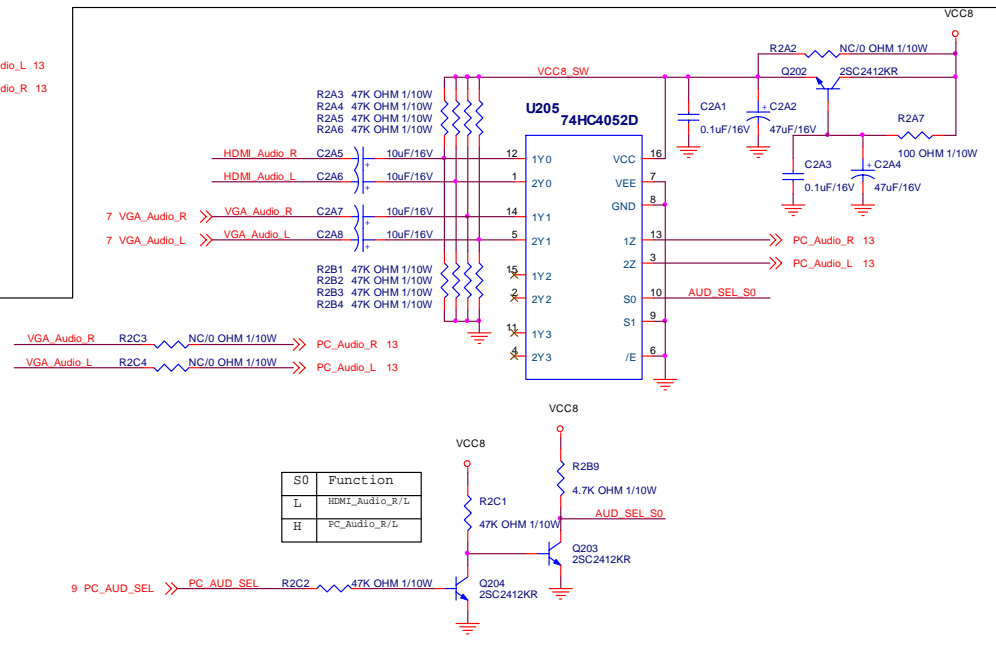 VCC8
dio_L 13
dio_R 13
R2A2 NC/0 OHM 1/10W
VCC8_SW
Q202 2SC2412KR
R2A3 47K OHM 1/10W
R2A4 47K OHM 1/10W
R2A5 47K OHM 1/10W
R2A6 47K OHM 1/10W
U205
74HC4052D
C2A1
0.1uF/16V
+ C2A2
47uF/16V
R2A7
100 OHM 1/10W
HDMI_Audio_R C2A5 10uF/16V 12 1Y0 VCC 16
+
HDMI_Audio_L C2A6 10uF/16V 1 2Y0 VEE 7
+
C2A3
0.1uF/16V
+ C2A4
47uF/16V
GND 8
7 VGA_Audio_R VGA_Audio_R C2A7 10uF/16V 14 1Y1
+
7 VGA_Audio_L VGA_Audio_L C2A8 10uF/16V 5 2Y1
+
1Z 13 PC_Audio_R 13
2Z 3 PC_Audio_L 13
R2B1 47K OHM 1/10W
R2B2 47K OHM 1/10W
R2B3 47K OHM 1/10W
R2B4 47K OHM 1/10W
15 1Y2
2 2Y2
S0 10 AUD_SEL_S0
S1 9
11 1Y3
4 2Y3
/E 6
VGA_Audio_R R2C3 NC/0 OHM 1/10W PC_Audio_R 13
VGA_Audio_L R2C4 NC/0 OHM 1/10W PC_Audio_L 13
VCC8
VCC8
R2B9
4.7K OHM 1/10W
S0 Function
L HDMI_Audio_R/L
H PC_Audio_R/L
R2C1
47K OHM 1/10W
AUD_SEL_S0
Q203
2SC2412KR
9 PC_AUD_SEL PC_AUD_SEL R2C2 47K OHM 1/10W
Q204
2SC2412KR